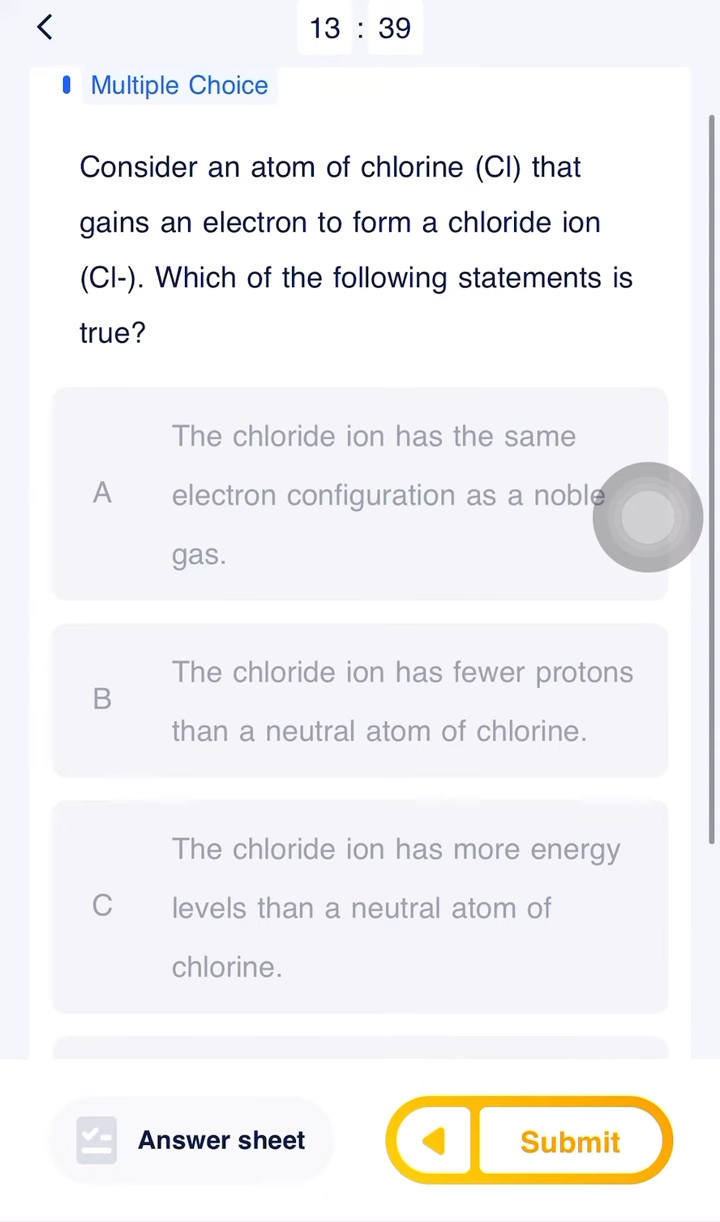 13 : 39
Multiple Choice
Consider an atom of chlorine (Cl) that
gains an electron to form a chloride ion
(Cl-). Which of the following statements is
true?
The chloride ion has the same
A electron configuration as a noble
gas.
The chloride ion has fewer protons
B
than a neutral atom of chlorine.
The chloride ion has more energy
C levels than a neutral atom of
chlorine.
Answer sheet
Submit